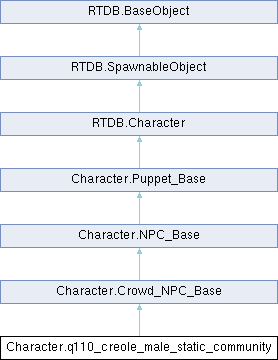 RTDB.BaseObject
RTDB.SpawnableObject
RTDB.Character
Character.Puppet_Base
Character.NPC_Base
Character.Crowd_NPC_Base
Character.q110_creole_male_static_community